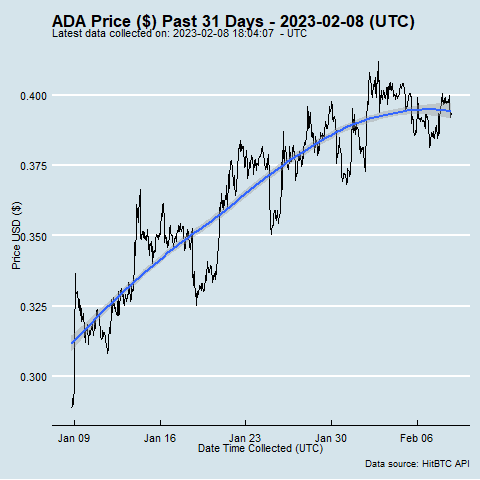 ADA Price ($) Past 31 Days - 2023-02-08 (UTC)
Latest data collected on: 2023-02-08 18:04:07 - UTC
Price USD ($)
0.400
0.375
0.350
0.325
0.300
Jan 09 Jan 16 Jan 23 Jan 30 Feb 06
Date Time Collected (UTC)
Data source: HitBTC API